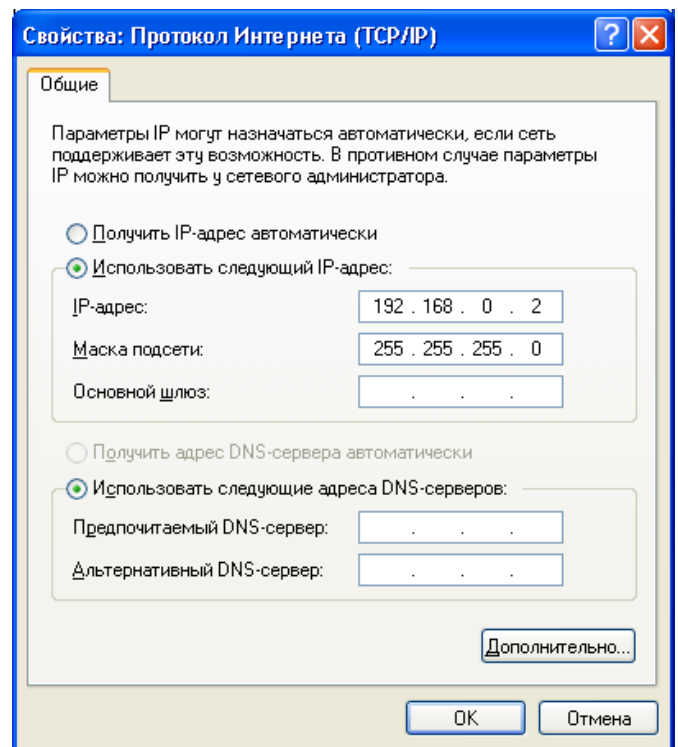 Свойства: Протокол Интернета (TCP/IP)
Общие
Параметры IP могут назначаться автоматически, если сеть
поддерживает эту возможность. В противном случае параметры
IP можно получить у сетевого администратора.
Получить IP-адрес автоматически
Использовать следующий IP-адрес:
IP-адрес: 192 . 168 . 0 . 2
Маска подсети: 255 . 255 . 255 . 0
Основной шлюз: . . .
Получить адрес DNS-сервера автоматически
Использовать следующие адреса DNS-серверов:
Предпочитаемый DNS-сервер: . . .
Альтернативный DNS-сервер: . . .
Дополнительно...
OK Отмена